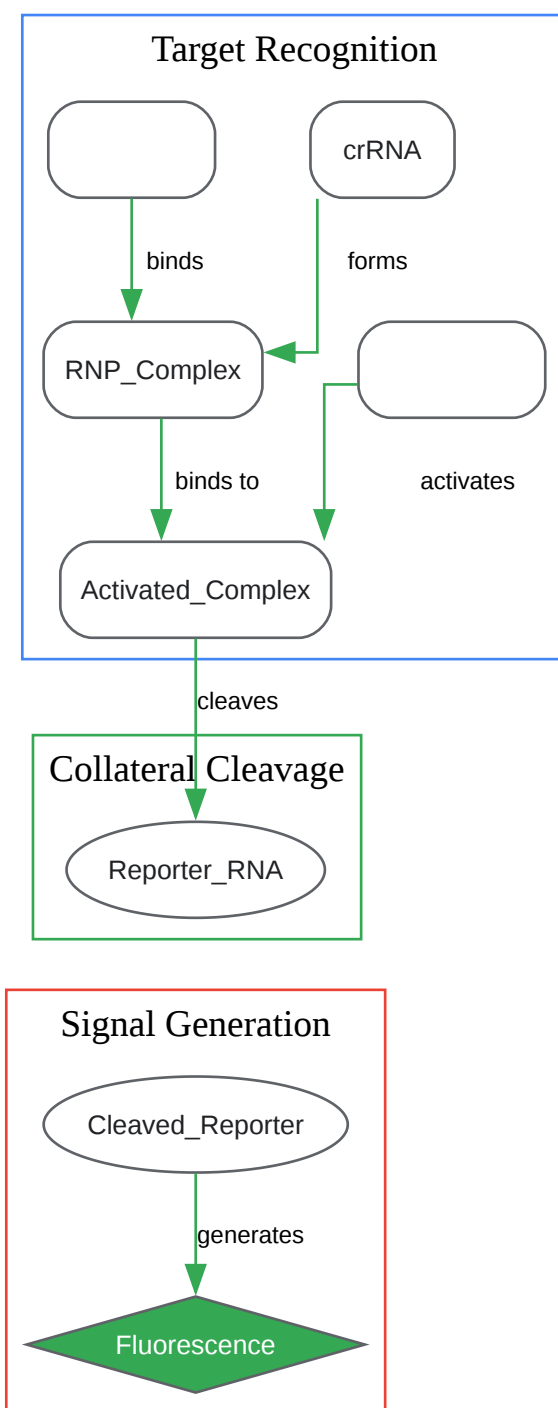 Target Recognition
crRNA
binds
forms
RNP_Complex
binds to
activates
Activated_Complex
cleaves
Collateral Cleavage
Reporter_RNA
Signal Generation
Cleaved_Reporter
generates
Fluorescence